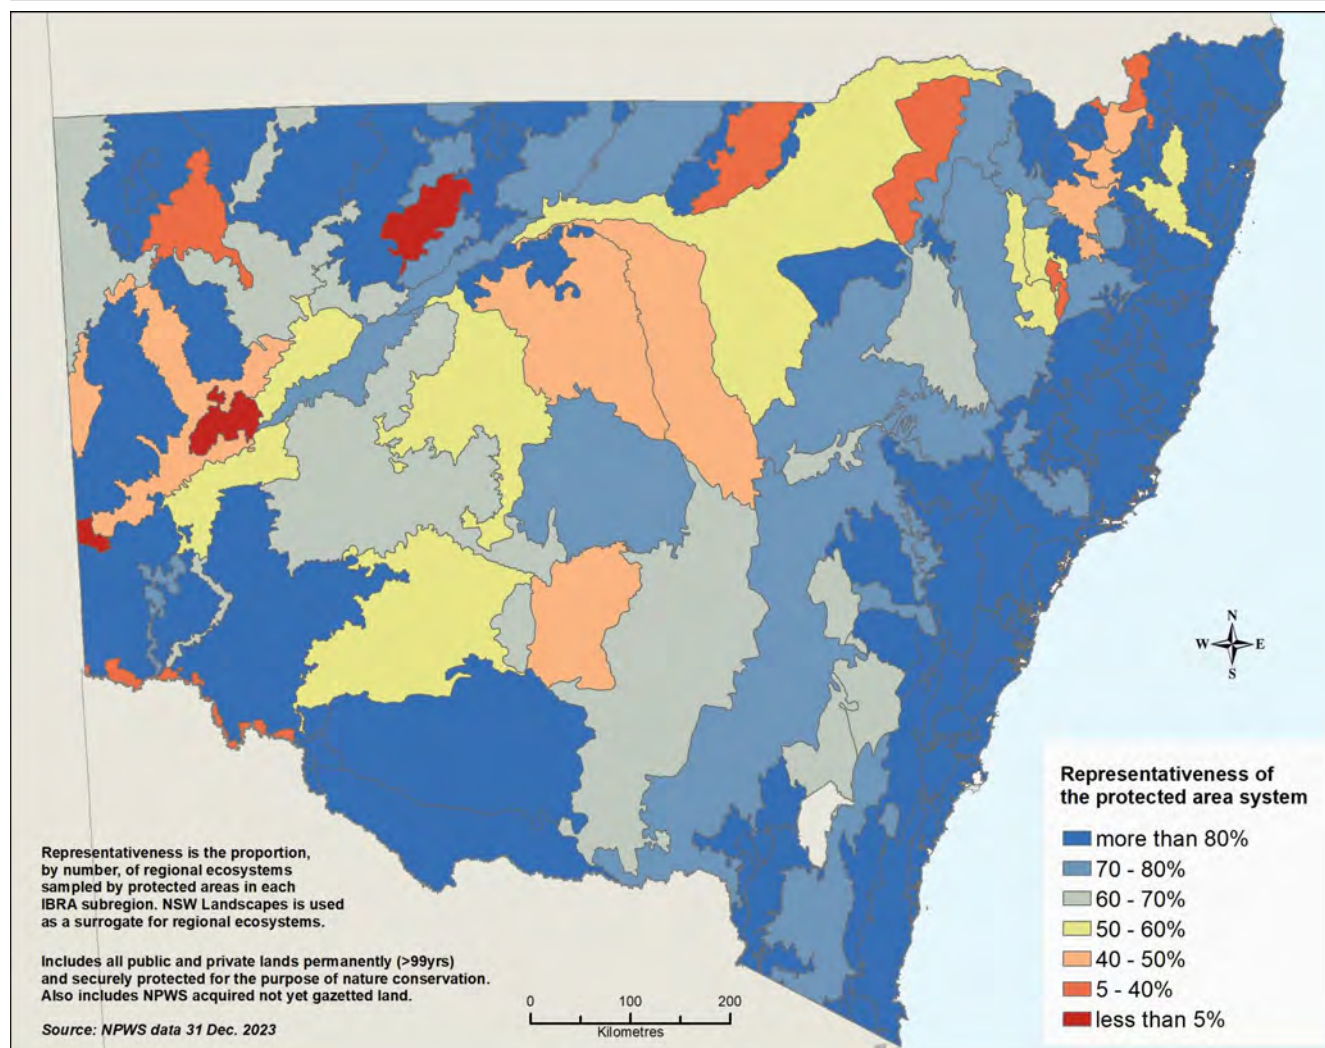 N
W E
S
Representativeness of
the protected area system
more than 80%
70 - 80%
60 - 70%
50 - 60%
40 - 50%
5 - 40%
less than 5%
Representativeness is the proportion,
by number, of regional ecosystems
sampled by protected areas in each
IBRA subregion. NSW Landscapes is used
as a surrogate for regional ecosystems.
Includes all public and private lands permanently (>99yrs)
and securely protected for the purpose of nature conservation.
Also includes NPWS acquired not yet gazetted land.
Source: NPWS data 31 Dec. 2023
0 100 200
Kilometres